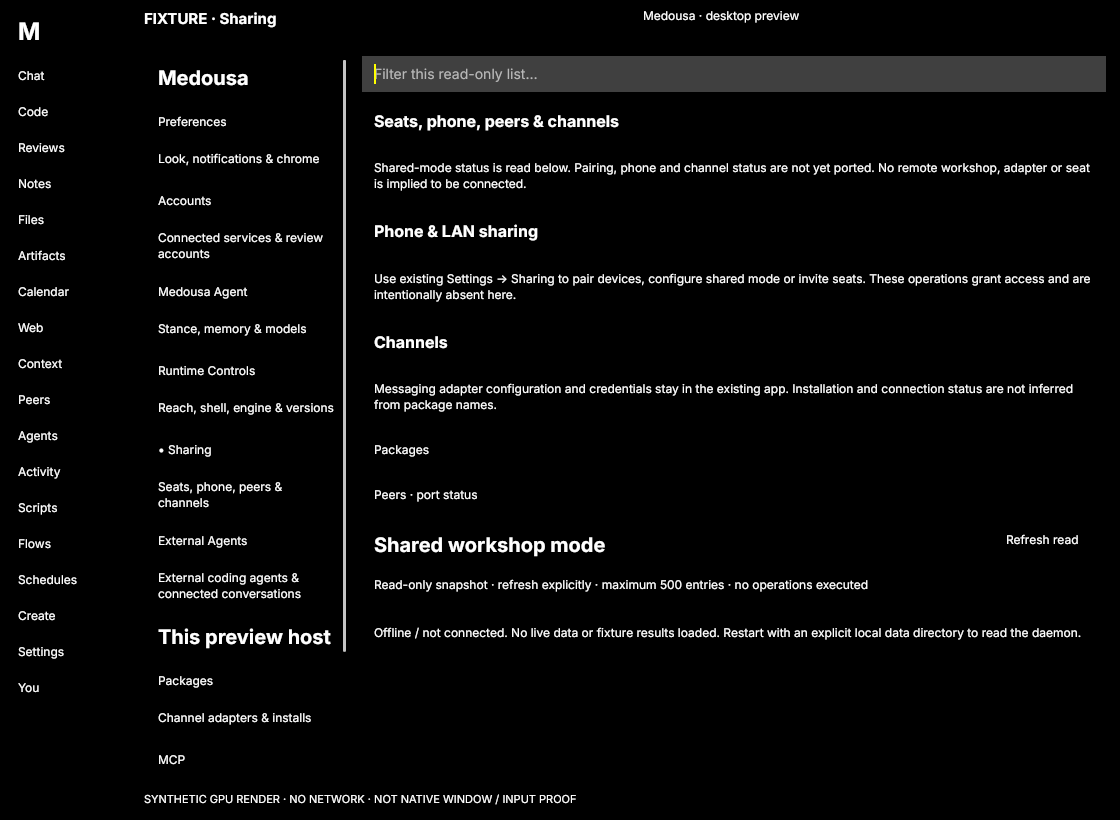 M
FIXTURE · Sharing
Medousa · desktop preview
Chat
Code
Reviews
Notes
Files
Artifacts
Calendar
Web
Context
Peers
Agents
Activity
Scripts
Flows
Schedules
Create
Settings
You
Medousa
Preferences
Look, notifications & chrome
Accounts
Connected services & review
accounts
Medousa Agent
Stance, memory & models
Runtime Controls
Reach, shell, engine & versions
• Sharing
Seats, phone, peers &
channels
External Agents
External coding agents &
connected conversations
This preview host
Packages
Channel adapters & installs
MCP
Filter this read-only list...
Seats, phone, peers & channels
Shared-mode status is read below. Pairing, phone and channel status are not yet ported. No remote workshop, adapter or seat
is implied to be connected.
Phone & LAN sharing
Use existing Settings → Sharing to pair devices, configure shared mode or invite seats. These operations grant access and are
intentionally absent here.
Channels
Messaging adapter configuration and credentials stay in the existing app. Installation and connection status are not inferred
from package names.
Packages
Peers · port status
Shared workshop mode
Refresh read
Read-only snapshot · refresh explicitly · maximum 500 entries · no operations executed
Offline / not connected. No live data or fixture results loaded. Restart with an explicit local data directory to read the daemon.
SYNTHETIC GPU RENDER · NO NETWORK · NOT NATIVE WINDOW / INPUT PROOF